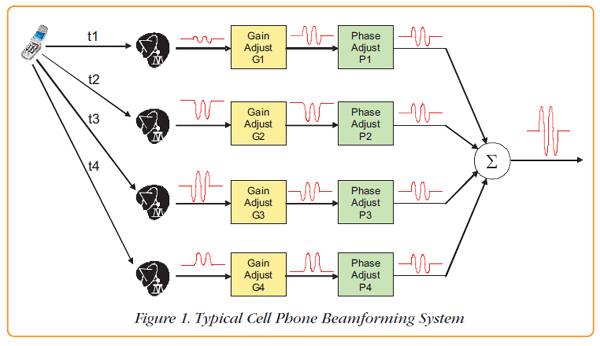 t1
Gain
Adjust
G1
Phase
Adjust
P1
t2
Gain
Adjust
G2
Phase
Adjust
P2
t3
Σ
Gain
Adjust
G3
Phase
Adjust
P3
t4
Gain
Adjust
G4
Phase
Adjust
P4
Figure 1. Typical Cell Phone Beamforming System